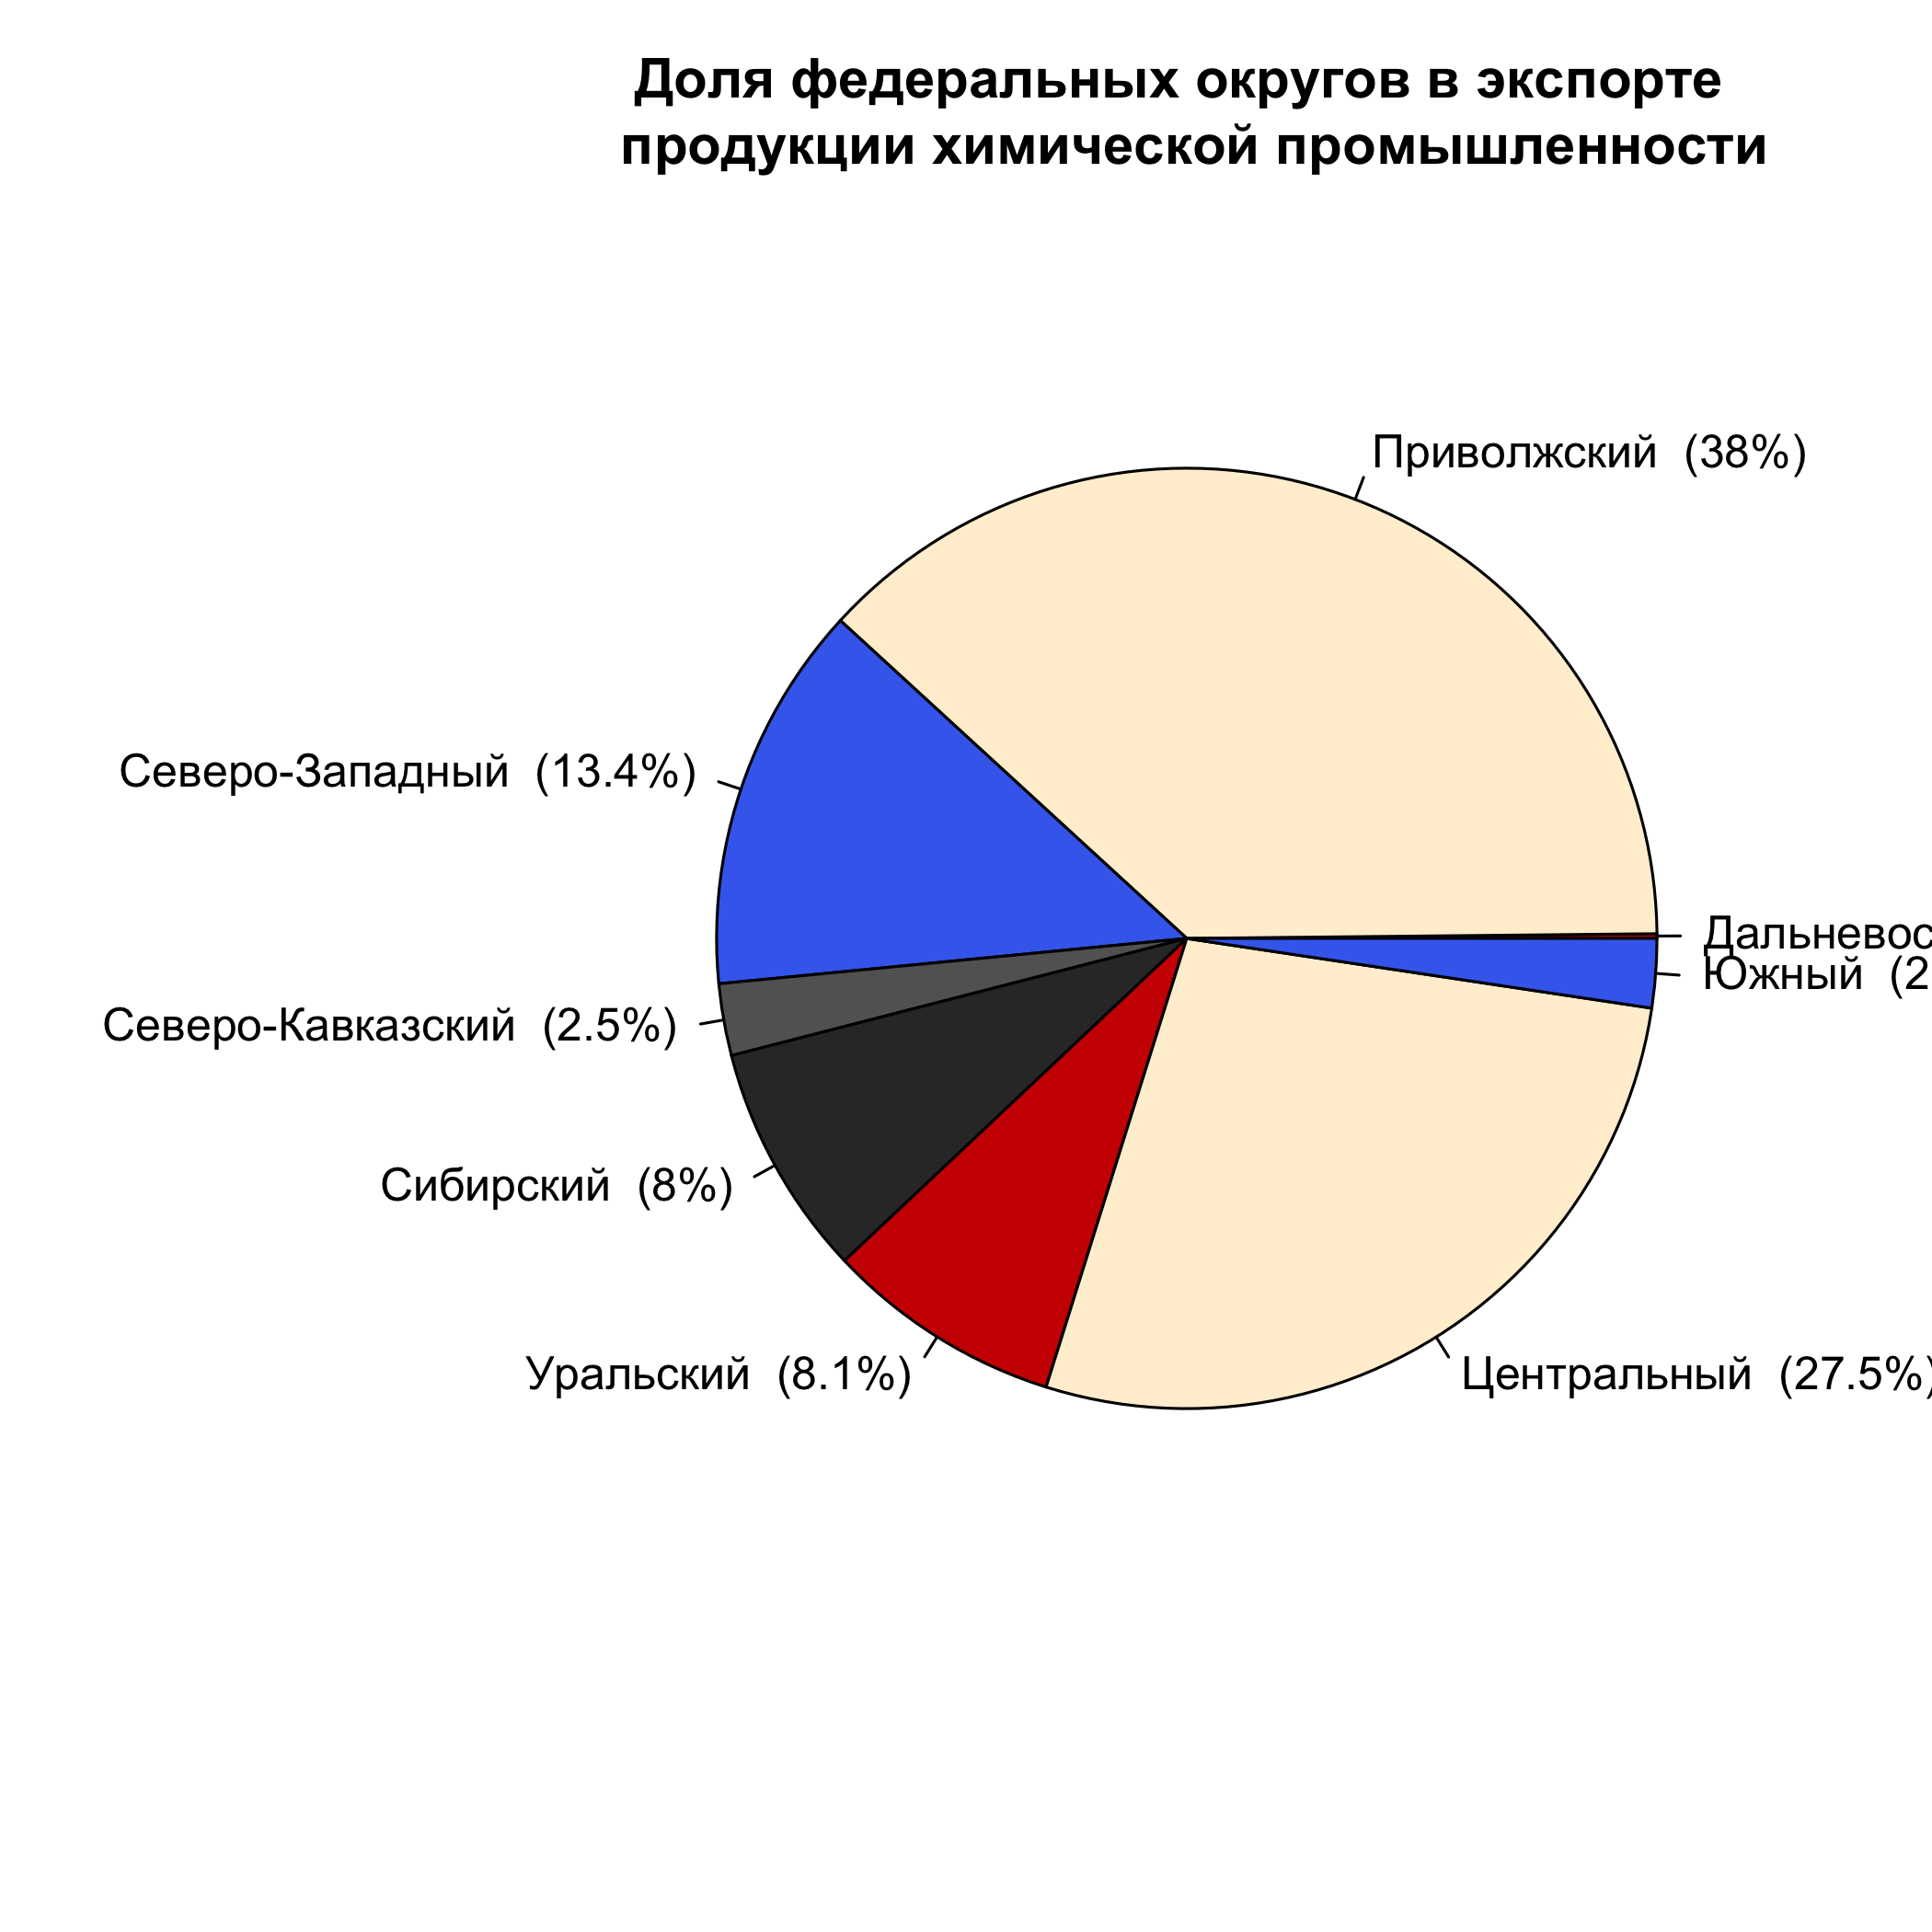 Доля федеральных округов в экспорте
продукции химической промышленности
Приволжский (38%)
Северо-Западный (13.4%)
Дальневос
Южный (2
Северо-Кавказский (2.5%)
Сибирский (8%)
Уральский (8.1%)
Центральный (27.5%)